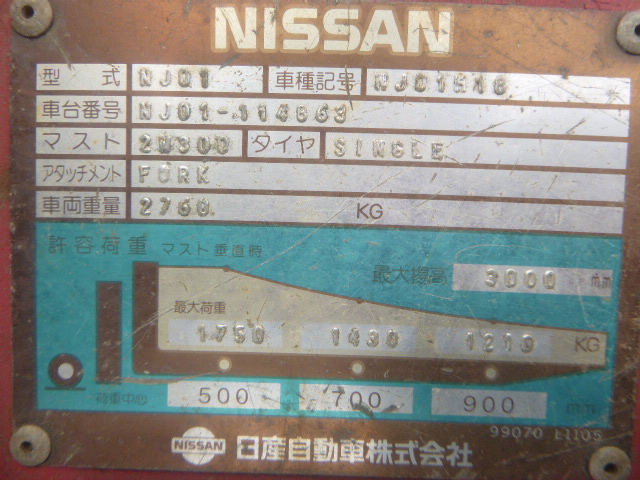 NISSAN
型式 NJ01 車種記号 NJ01M18
車台番号 NJ01-114863
マスト 2W300 タイヤ SINGLE
アタッチメント FORK
車両重量 2760 KG
許容荷重 マスト垂直時
最大揚高 3000 mm
最大荷重
1750 1430 1210 KG
荷重中心 500 700 900 mm
99070 E1105
NISSAN 日産自動車株式会社